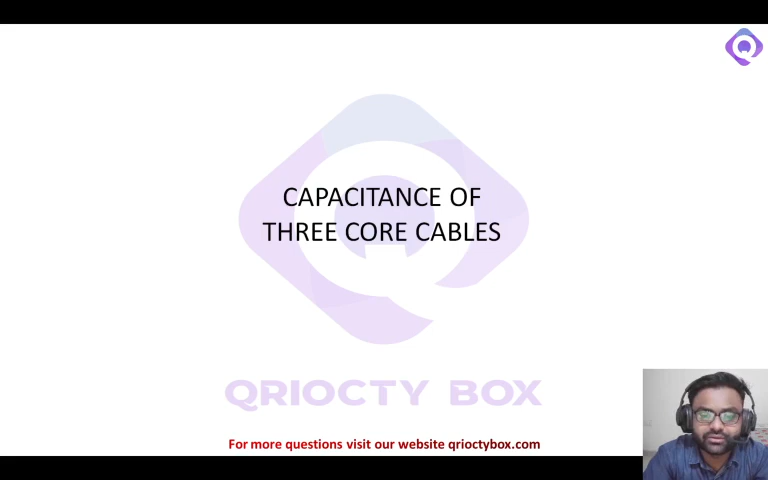 CAPACITANCE OF
THREE CORE CABLES
QRIOCTY BOX
For more questions visit our website qrioctybox.com